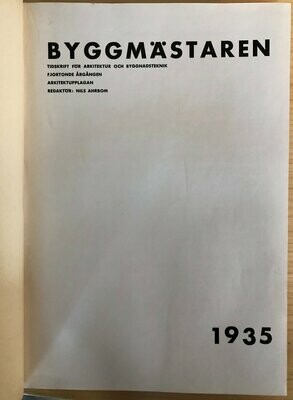 BYGGMÄSTAREN
TIDSKRIFT FÖR ARKITEKTUR OCH BYGGNADSTEKNIK
FJORTONDE ÅRGÅNGEN
ARKITEKTUPPLAGAN
REDAKTÖR: NILS AHRBOM
1935